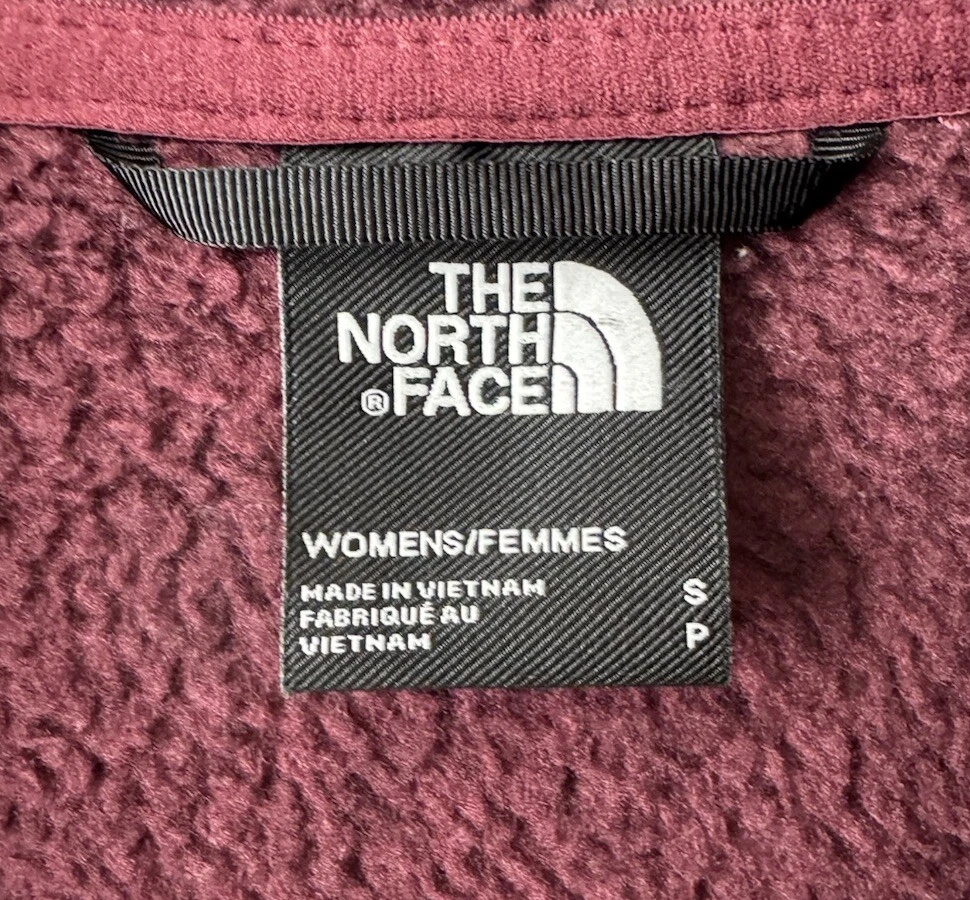 THE
NORTH
®FACE
WOMENS/FEMMES
MADE IN VIETNAM
FABRIQUÉ AU
VIETNAM
S
P